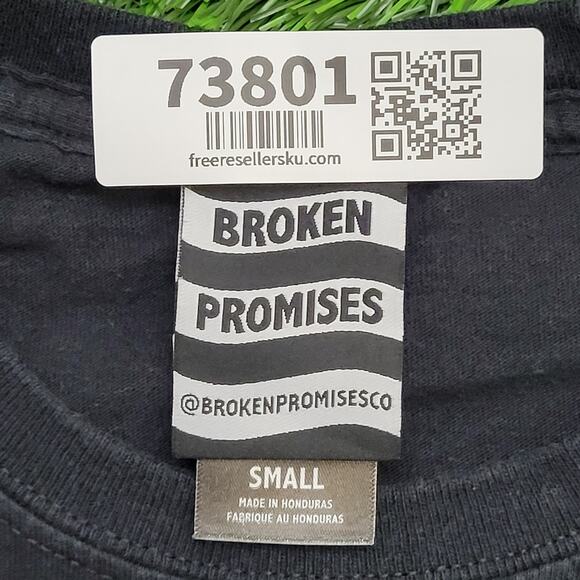 73801
freeresellersku.com
BROKEN
PROMISES
@BROKENPROMISESCO
SMALL
MADE IN HONDURAS
FABRIQUE AU HONDURAS